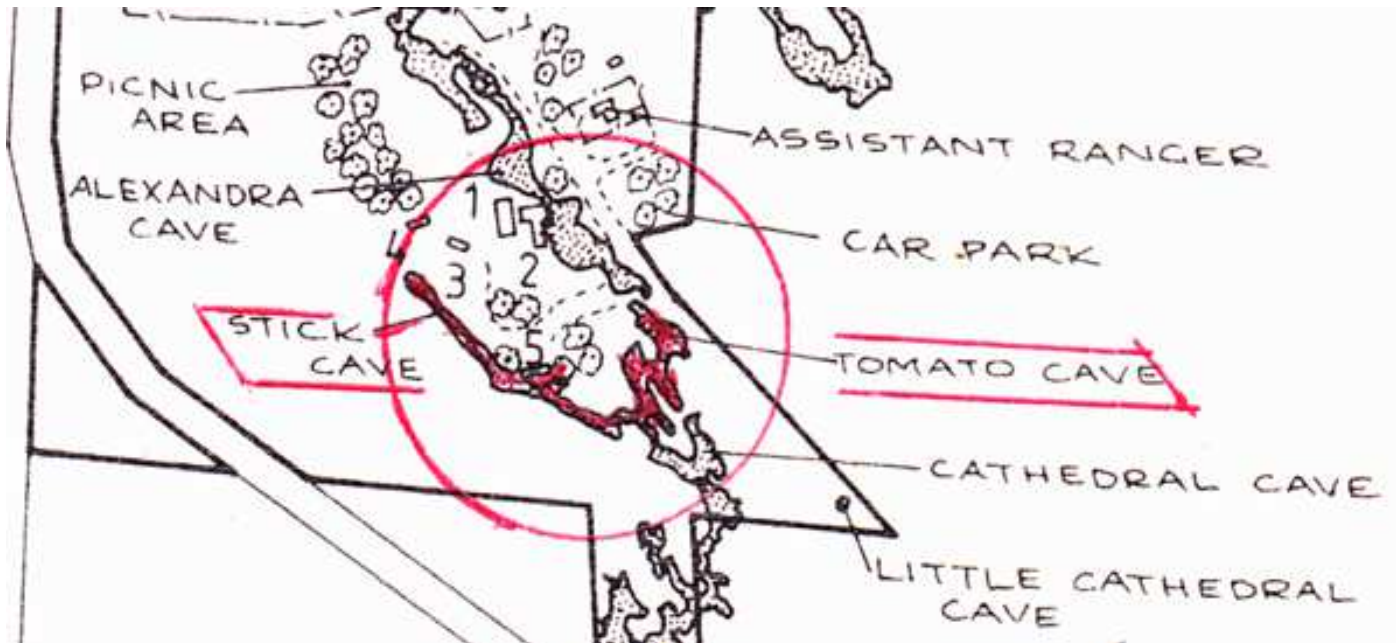 PICNIC
AREA
ASSISTANT RANGER
ALEXANDRA
CAVE
1
CAR PARK
2
4
3
STICK
CAVE
5
TOMATO CAVE
CATHEDRAL CAVE
LITTLE CATHEDRAL
CAVE